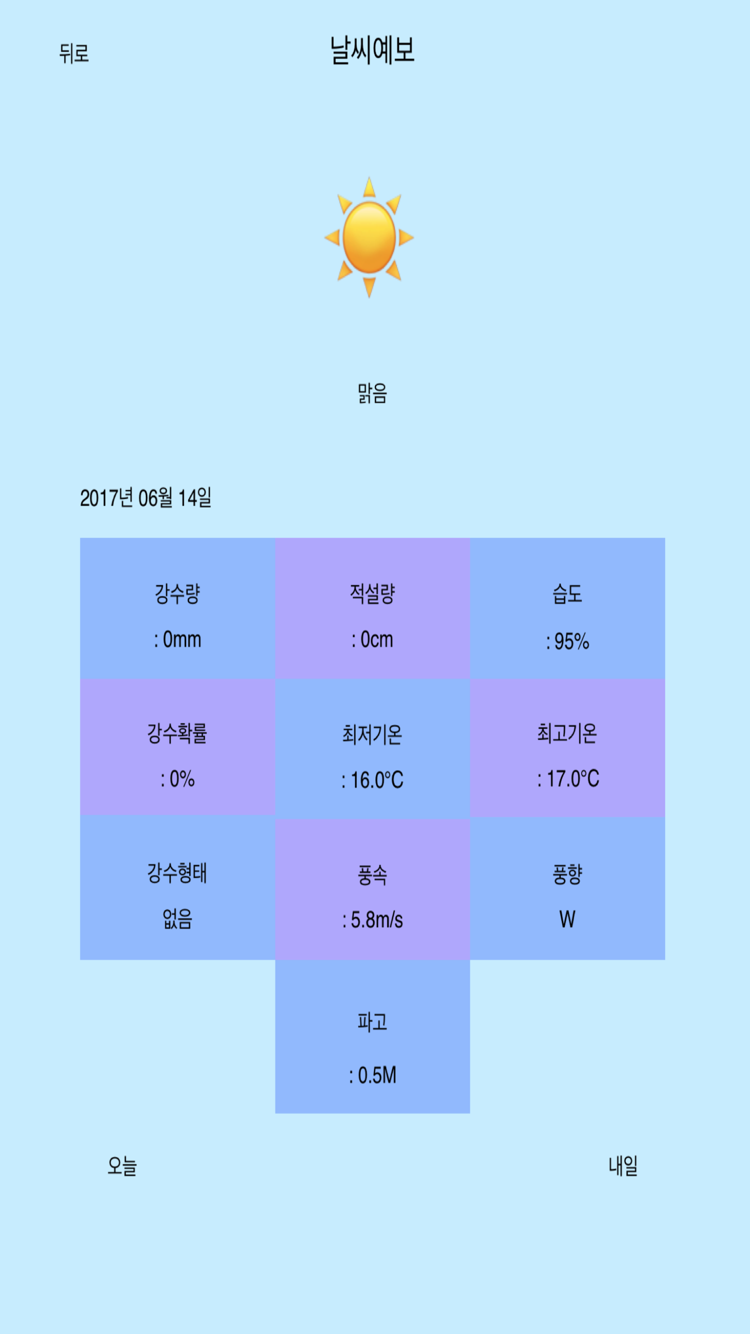 뒤로
날씨예보
맑음
2017년 06월 14일
강수량
: 0mm
적설량
: 0cm
습도
: 95%
강수확률
: 0%
최저기온
: 16.0°C
최고기온
: 17.0°C
강수형태
없음
풍속
: 5.8m/s
풍향
W
파고
: 0.5M
오늘
내일